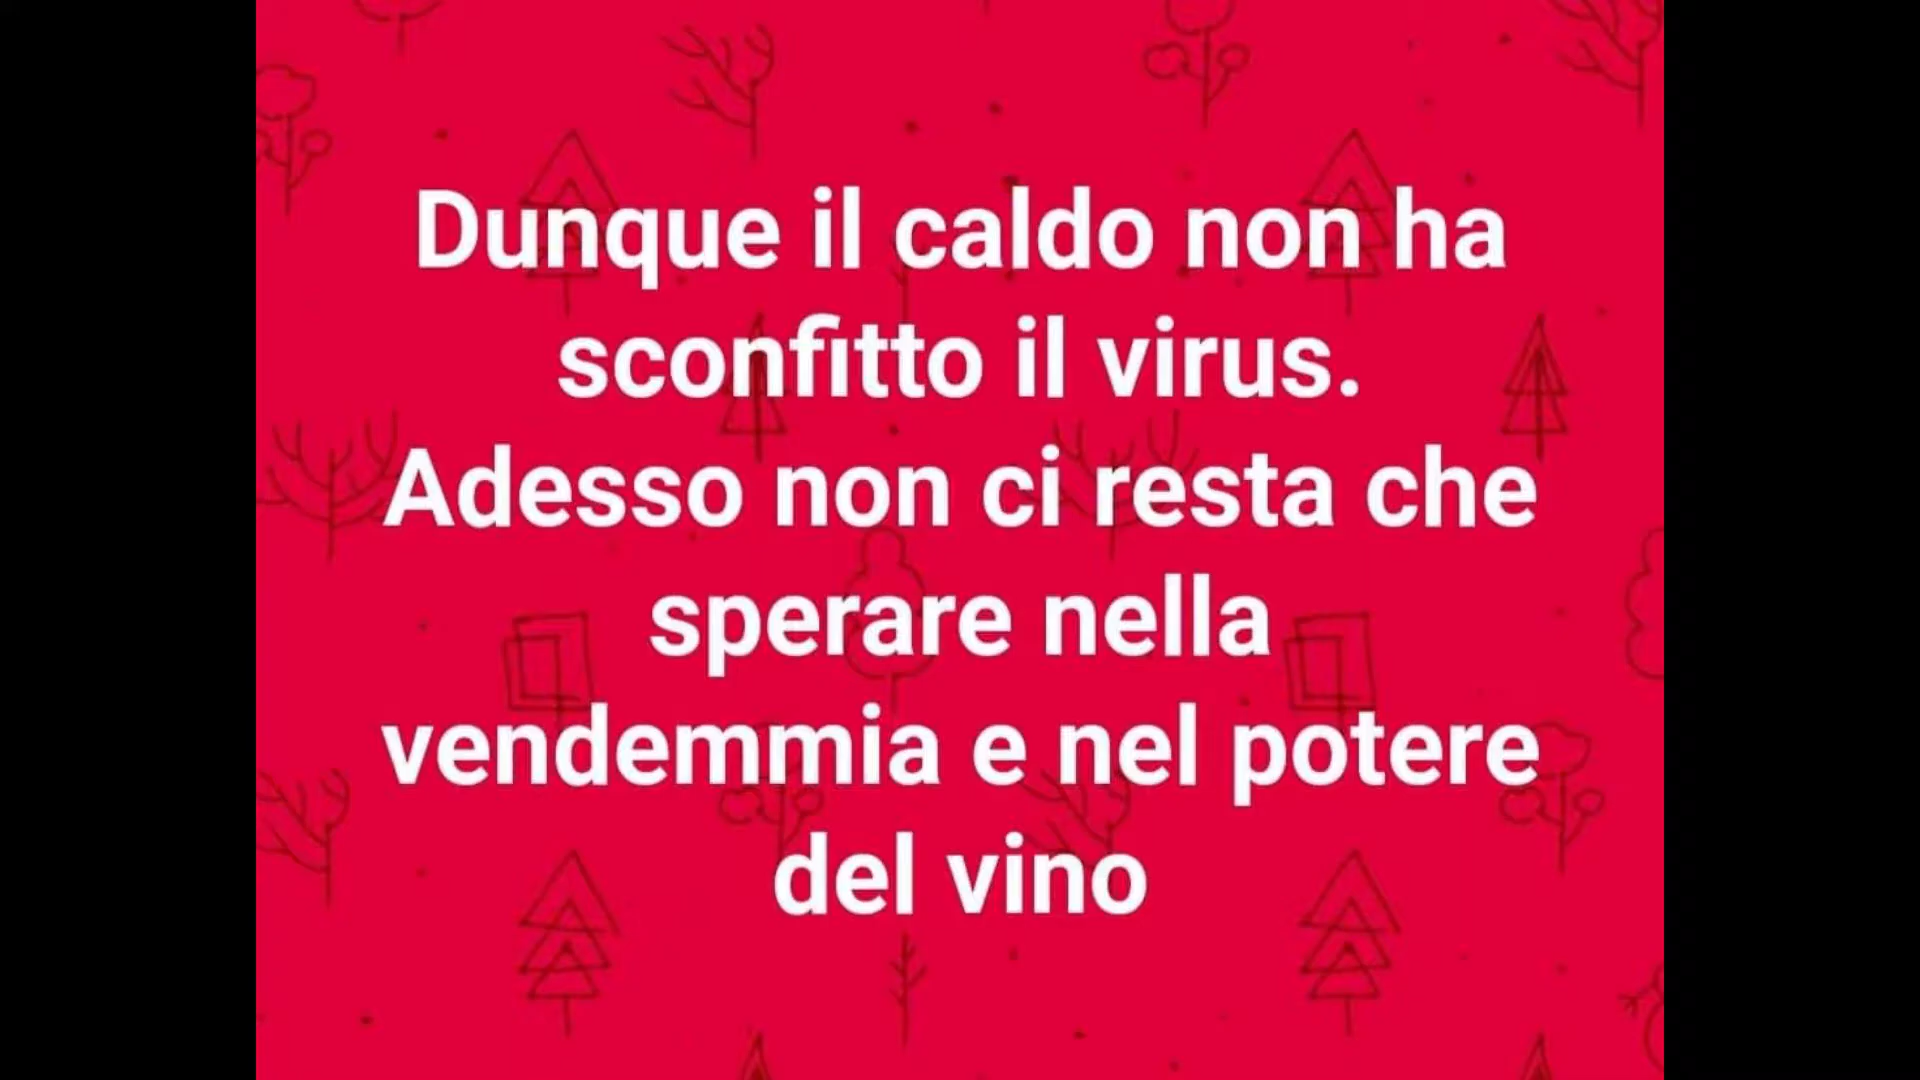 Dunque il caldo non ha
sconfitto il virus.
Adesso non ci resta che
sperare nella
vendemmia e nel potere
del vino